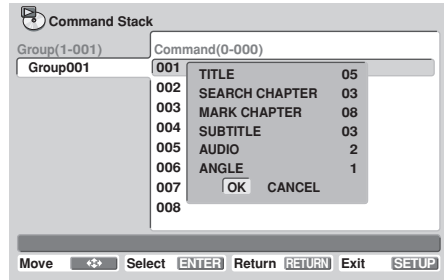 Command Stack
Group(1-001) Command(0-000)
Group001
001
002
003
004
005
006
007
008
TITLE 05
SEARCH CHAPTER 03
MARK CHAPTER 08
SUBTITLE 03
AUDIO 2
ANGLE 1
OK CANCEL
Move Select ENTER Return RETURN Exit SETUP